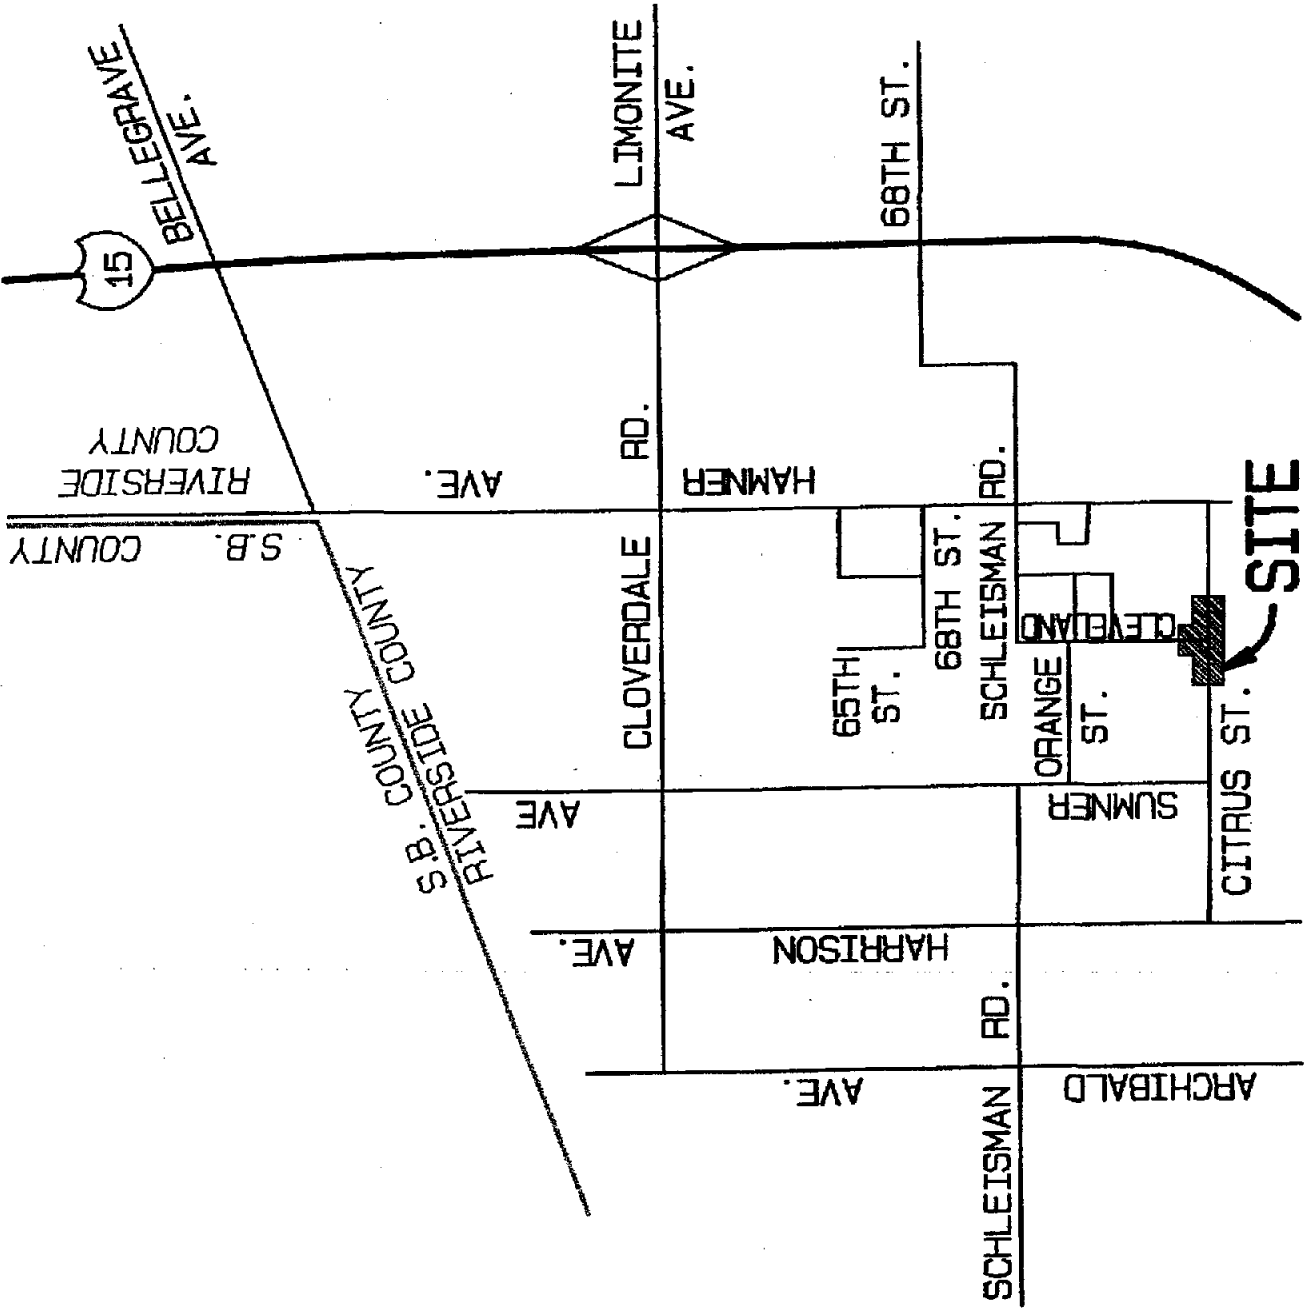 BELLEGRAVE
AVE.
15
LIMONITE
AVE.
68TH ST.
RIVERSIDE
COUNTY
S.B.
COUNTY
AVE.
HAMNER
RD.
CLOVERDALE
S.B. COUNTY
RIVERSIDE COUNTY
68TH ST.
65TH
ST.
RD.
SCHLEISMAN
CLEVELAND
ORANGE
ST.
SITE
CITRUS ST.
AVE
SUMNER
AVE.
HARRISON
RD.
SCHLEISMAN
AVE.
ARCHIBALD